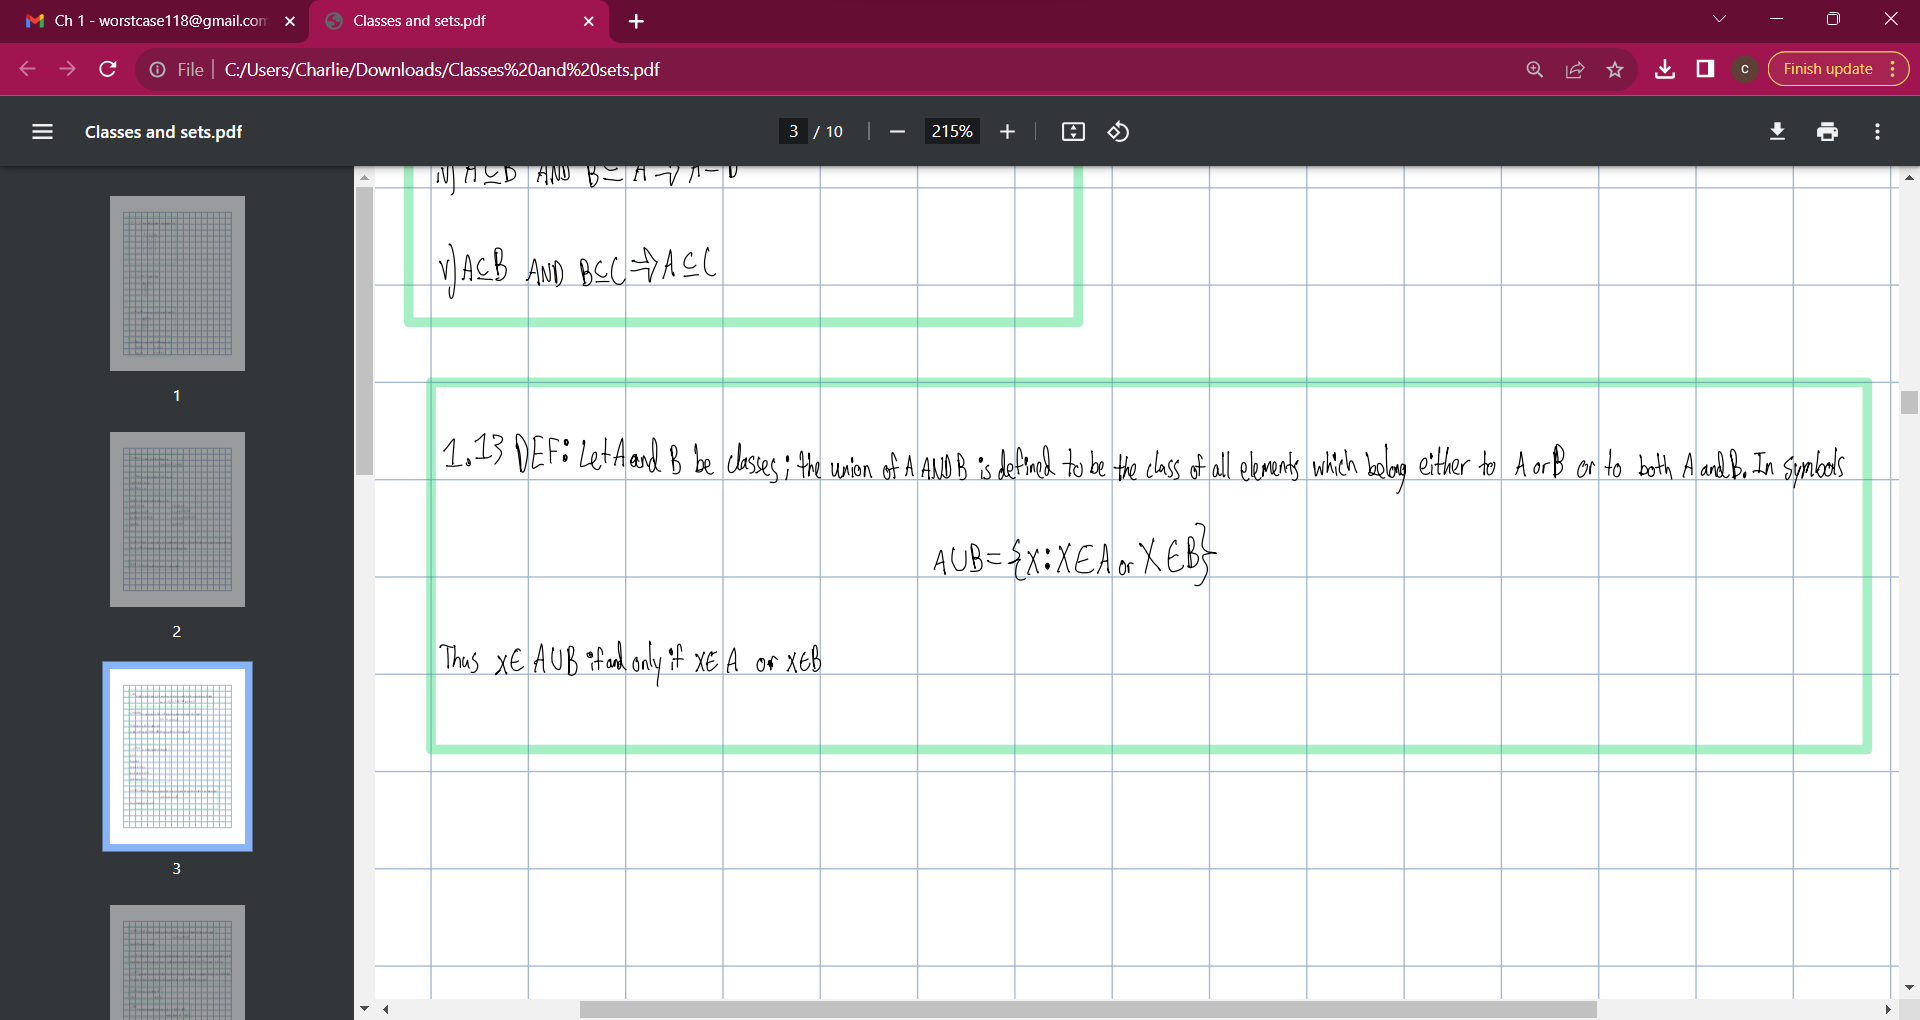 Ch 1 - worstcase118@gmail.com
Classes and sets.pdf
File
C:/Users/Charlie/Downloads/Classes%20and%20sets.pdf
C
Finish update
Classes and sets.pdf
3 / 10
215%
1
2
3
iv) A⊆B AND B⊆A ⇒ A=B
v) A⊆B AND B⊆C ⇒ A⊆C
1.13 DEF: Let A and B be classes; the union of A AND B is defined to be the class of all elements which belong either to A or B or to both A and B. In symbols
A∪B={x:x∈A or x∈B}
Thus x∈A∪B if and only if x∈A or x∈B